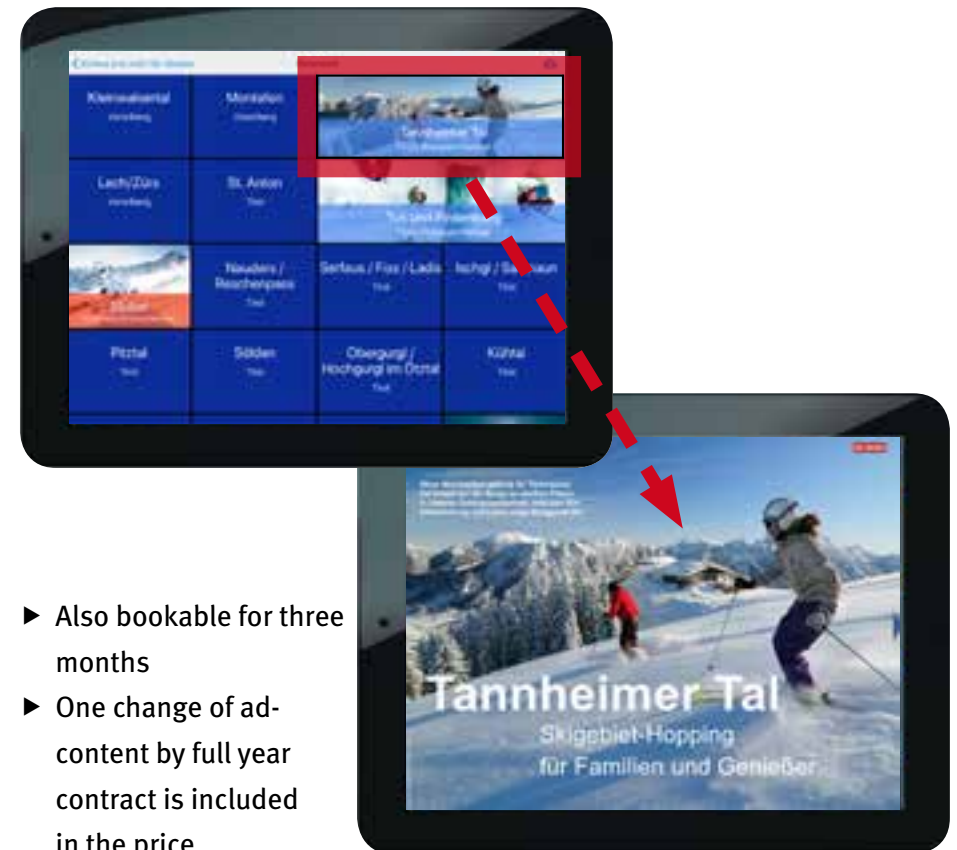 Kleinwalsertal
Vorarlberg
Montafon
Vorarlberg
Tannheimer Tal
Lech/Zürs
Vorarlberg
St. Anton
Tirol
Tux und Finkenberg
Nauders /
Reschenpass
Tirol
Serfaus / Fiss / Ladis
Tirol
Ischgl / Samnaun
Tirol
Pitztal
Tirol
Sölden
Tirol
Obergurgl /
Hochgurgl im Ötztal
Tirol
Kühtai
Tirol
Tannheimer Tal
Skigebiet-Hopping
für Familien und Genießer
▶ Also bookable for three
months
▶ One change of ad-
content by full year
contract is included
in the price